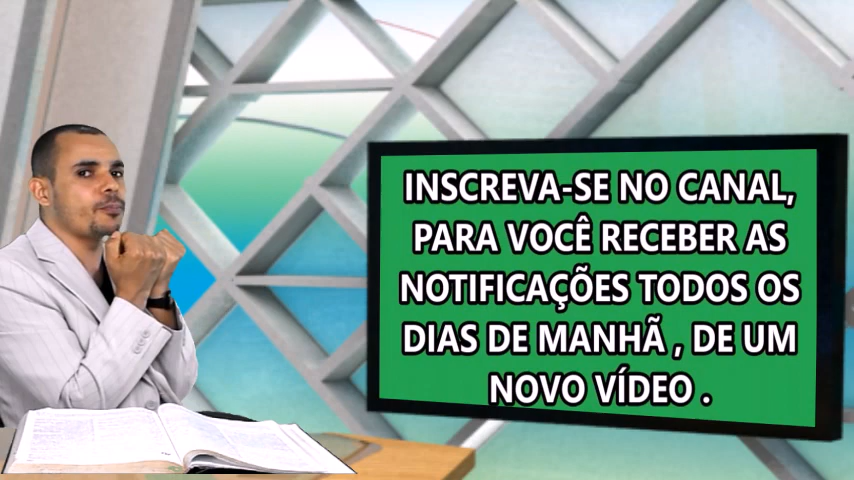 INSCREVA-SE NO CANAL,
PARA VOCÊ RECEBER AS
NOTIFICAÇÕES TODOS OS
DIAS DE MANHÃ , DE UM
NOVO VÍDEO .